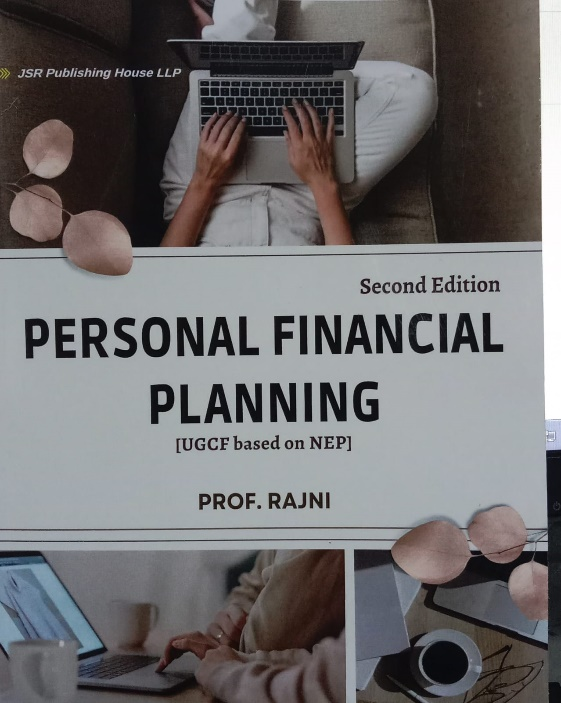 JSR Publishing House LLP
Second Edition
PERSONAL FINANCIAL
PLANNING
[UGCF based on NEP]
PROF. RAJNI